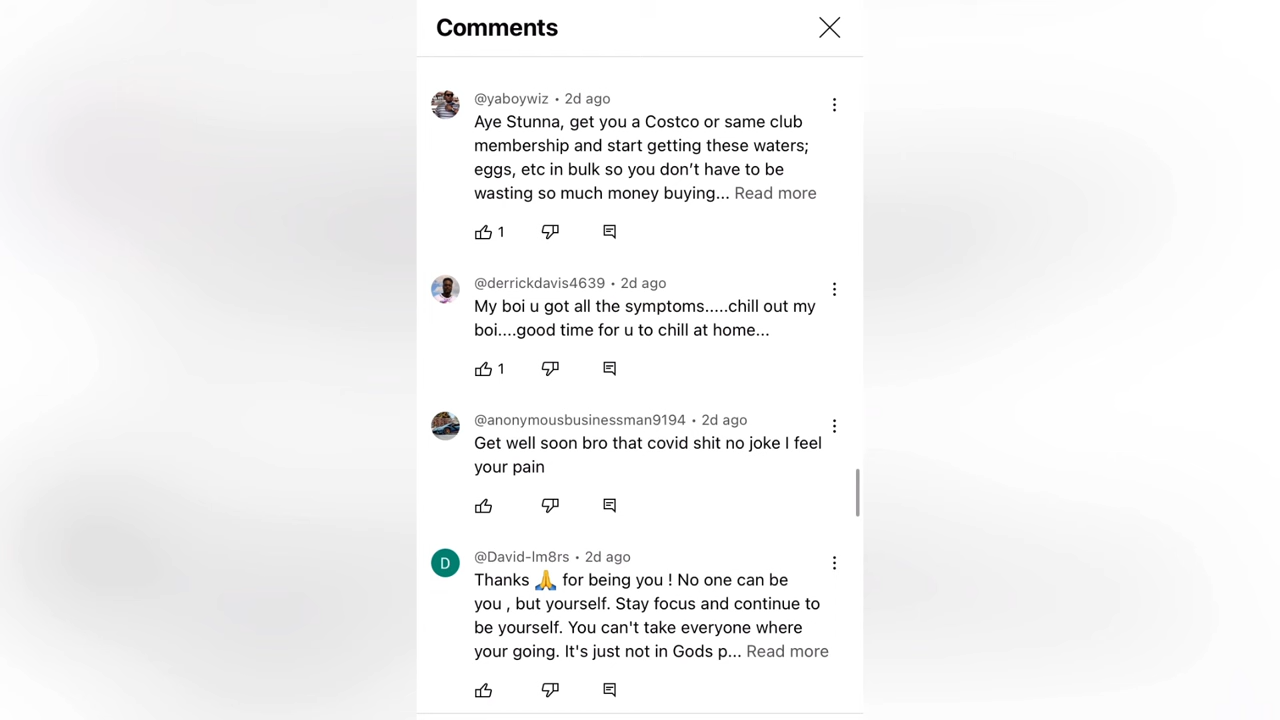 Comments
@yaboywiz • 2d ago
Aye Stunna, get you a Costco or same club
membership and start getting these waters;
eggs, etc in bulk so you don’t have to be
wasting so much money buying... Read more
1
@derrickdavis4639 • 2d ago
My boi u got all the symptoms.....chill out my
boi....good time for u to chill at home...
1
@anonymousbusinessman9194 • 2d ago
Get well soon bro that covid shit no joke I feel
your pain
D
@David-lm8rs • 2d ago
Thanks 🙏 for being you ! No one can be
you , but yourself. Stay focus and continue to
be yourself. You can't take everyone where
your going. It's just not in Gods p... Read more